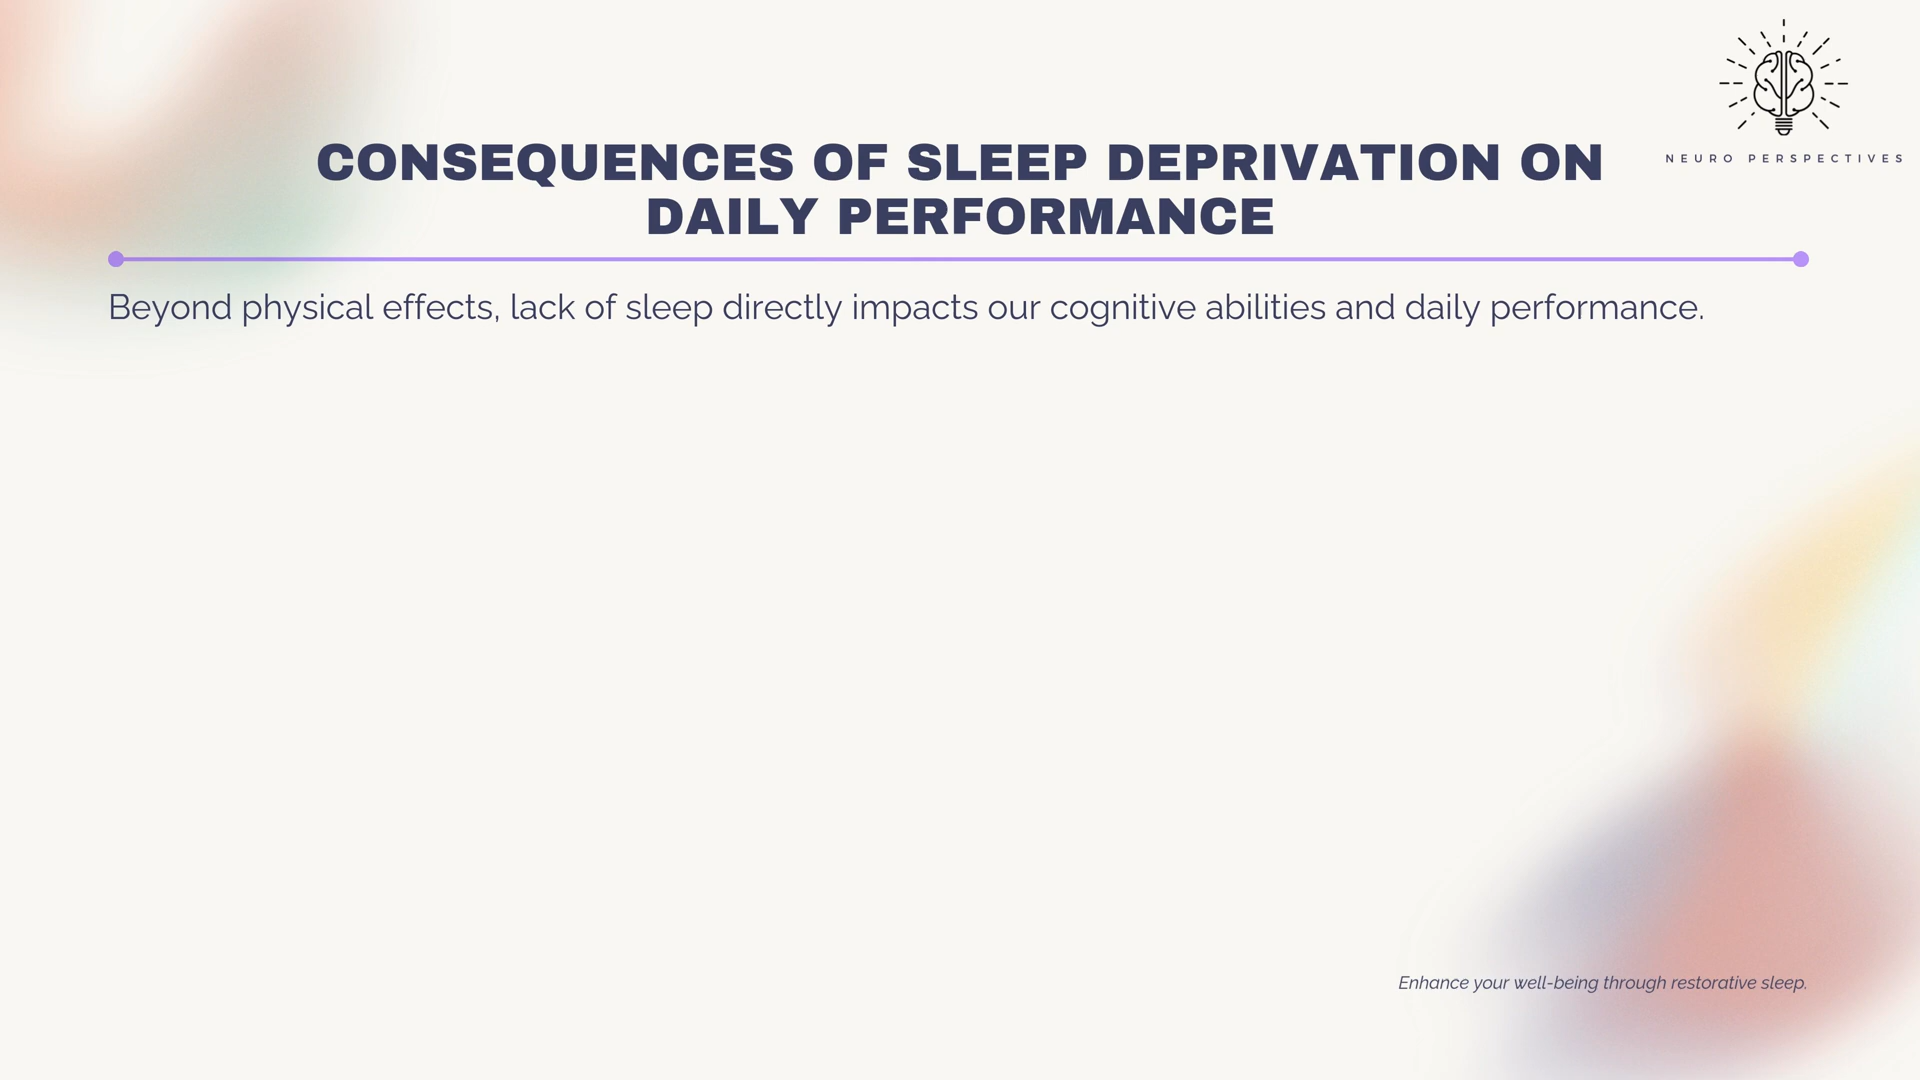 CONSEQUENCES OF SLEEP DEPRIVATION ON
DAILY PERFORMANCE
NEURO PERSPECTIVES
Beyond physical effects, lack of sleep directly impacts our cognitive abilities and daily performance.
Enhance your well-being through restorative sleep.